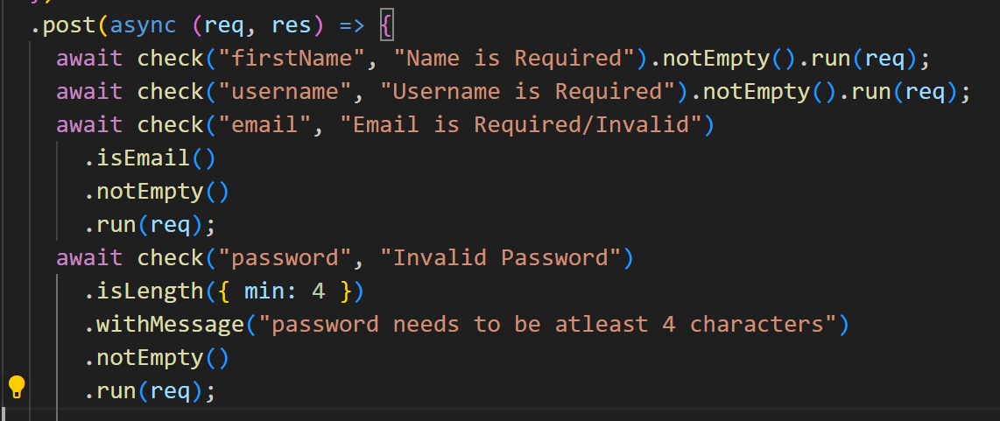 .post(async (req, res) => {
await check("firstName", "Name is Required").notEmpty().run(req);
await check("username", "Username is Required").notEmpty().run(req);
await check("email", "Email is Required/Invalid")
.isEmail()
.notEmpty()
.run(req);
await check("password", "Invalid Password")
.isLength({ min: 4 })
.withMessage("password needs to be atleast 4 characters")
.notEmpty()
.run(req);